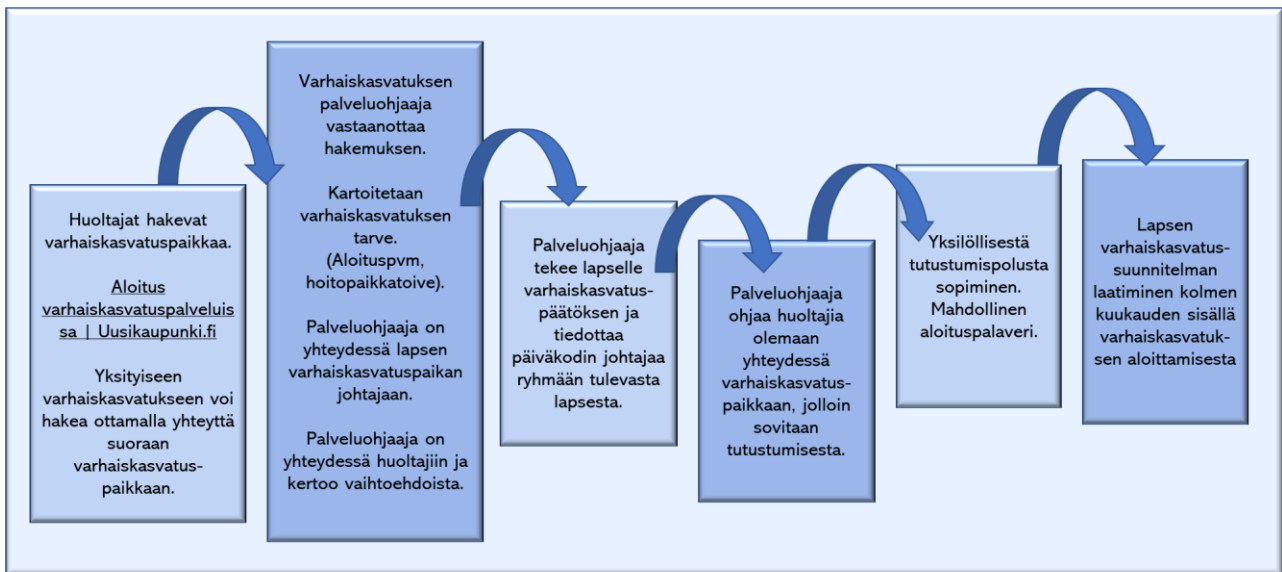 Huoltajat hakevat
varhaiskasvatuspaikkaa.
Aloitus
varhaiskasvatuspalveluis
sa | Uusikaupunki.fi
Yksityiseen
varhaiskasvatukseen voi
hakea ottamalla yhteyttä
suoraan
varhaiskasvatus-
paikkaan.
Varhaiskasvatuksen
palveluohjaaja
vastaanottaa
hakemuksen.
Kartoitetaan
varhaiskasvatuksen
tarve.
(Aloituspvm,
hoitopaikkatoive).
Palveluohjaaja on
yhteydessä lapsen
varhaiskasvatuspaikan
johtajaan.
Palveluohjaaja on
yhteydessä huoltajiin ja
kertoo vaihtoehdoista.
Palveluohjaaja
tekee lapselle
varhaiskasvatus-
päätöksen ja
tiedottaa
päiväkodin johtajaa
ryhmään tulevasta
lapsesta.
Palveluohjaaja
ohjaa huoltajia
olemaan
yhteydessä
varhaiskasvatus-
paikkaan, jolloin
sovitaan
tutustumisesta.
Yksilöllisestä
tutustumispolusta
sopiminen.
Mahdollinen
aloituspalaveri.
Lapsen
varhaiskasvatus-
suunnitelman
laatiminen kolmen
kuukauden sisällä
varhaiskasvatuk-
sen aloittamisesta